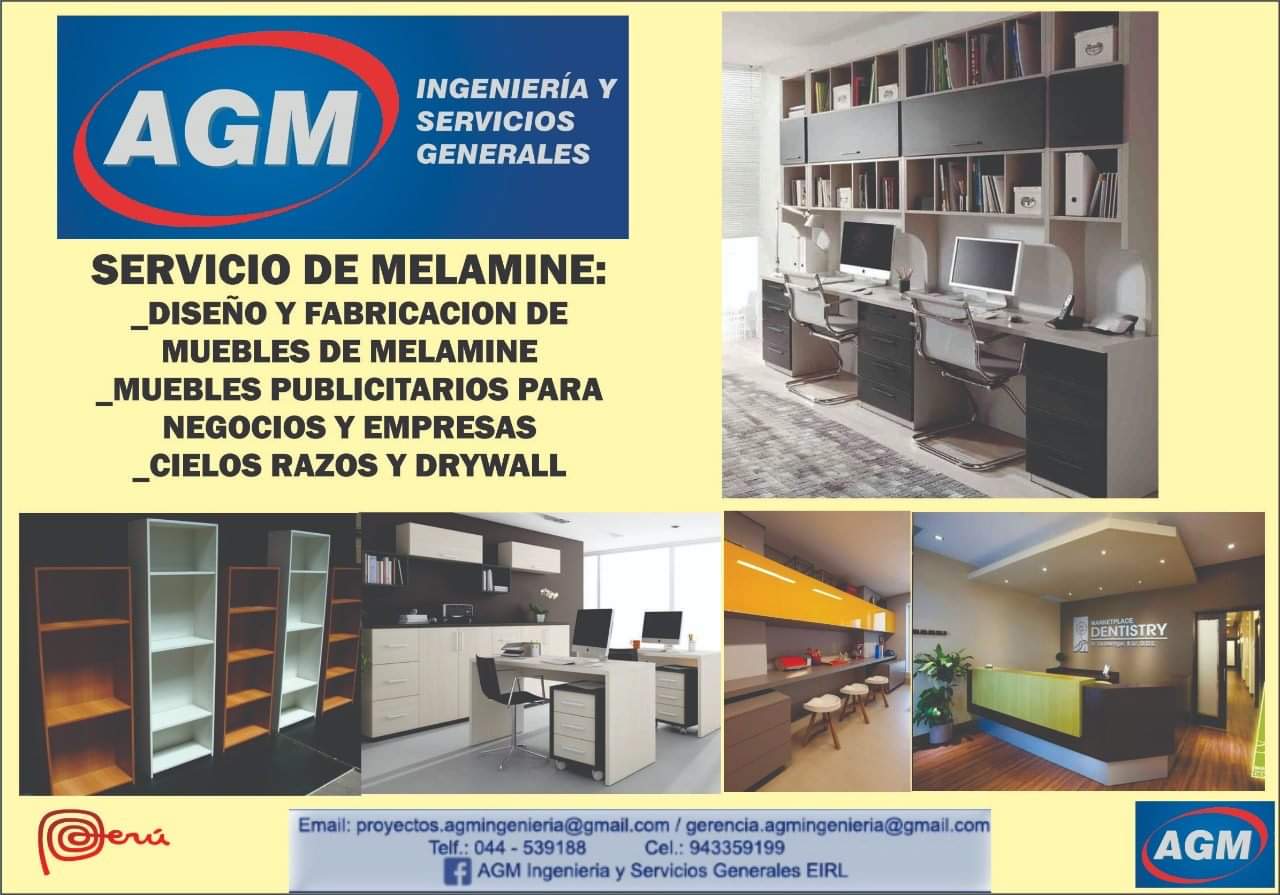 AGM
INGENIERÍA Y
SERVICIOS
GENERALES
SERVICIO DE MELAMINE:
_DISEÑO Y FABRICACION DE
MUEBLES DE MELAMINE
_MUEBLES PUBLICITARIOS PARA
NEGOCIOS Y EMPRESAS
_CIELOS RAZOS Y DRYWALL
MARKETPLACE
DENTISTRY
Perú
Email: proyectos.agmingenieria@gmail.com / gerencia.agmingenieria@gmail.com
Telf.: 044 - 539188 Cel.: 943359199
AGM Ingenieria y Servicios Generales EIRL
AGM